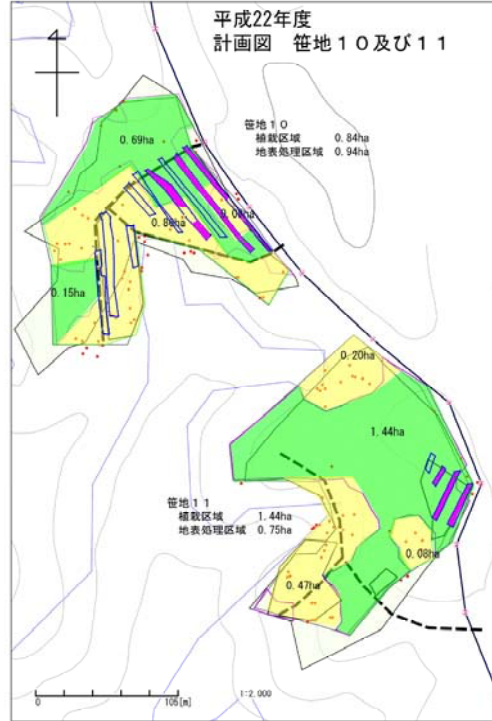 平成22年度
計画図 笹地10及び11
笹地10
植栽区域 0.84ha
地表処理区域 0.94ha
0.69ha
0.86ha
0.08ha
0.15ha
0.20ha
1.44ha
笹地11
植栽区域 1.44ha
地表処理区域 0.75ha
0.08ha
0.47ha
0 105[m] 1:2,000